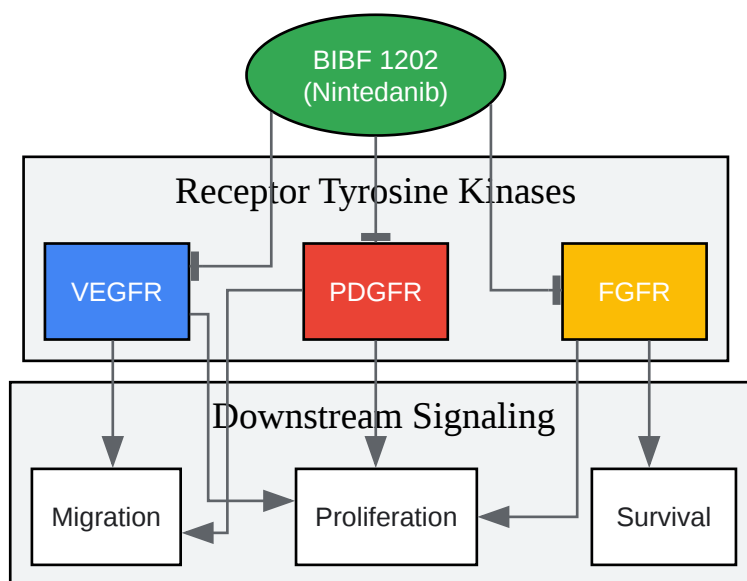 BIBF 1202
(Nintedanib)
Receptor Tyrosine Kinases
VEGFR
PDGFR
FGFR
Downstream Signaling
Migration
Proliferation
Survival